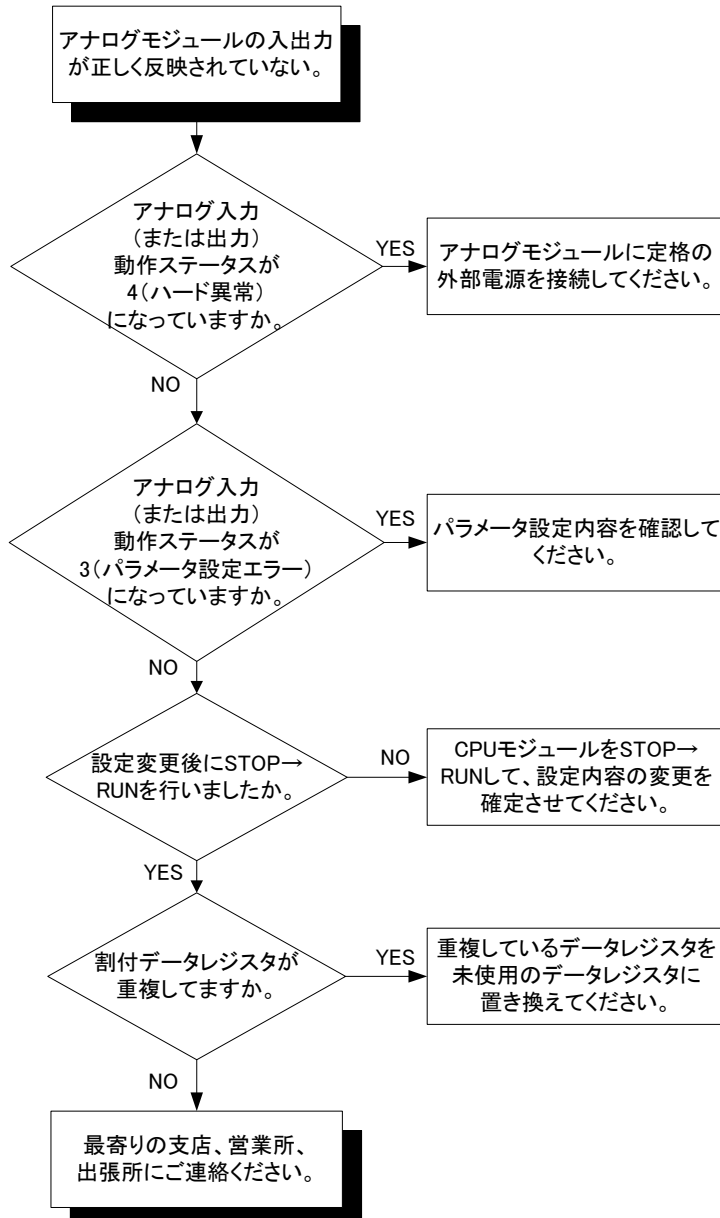 アナログモジュールの入出力
が正しく反映されていない。
アナログ入力
(または出力)
動作ステータスが
4(ハード異常)
になっていますか。
YES
アナログモジュールに定格の
外部電源を接続してください。
NO
アナログ入力
(または出力)
動作ステータスが
3(パラメータ設定エラー)
になっていますか。
YES
パラメータ設定内容を確認して
ください。
NO
設定変更後にSTOP→
RUNを行いましたか。
NO
CPUモジュールをSTOP→
RUNして、設定内容の変更を
確定させてください。
YES
割付データレジスタが
重複してますか。
YES
重複しているデータレジスタを
未使用のデータレジスタに
置き換えてください。
NO
最寄りの支店、営業所、
出張所にご連絡ください。